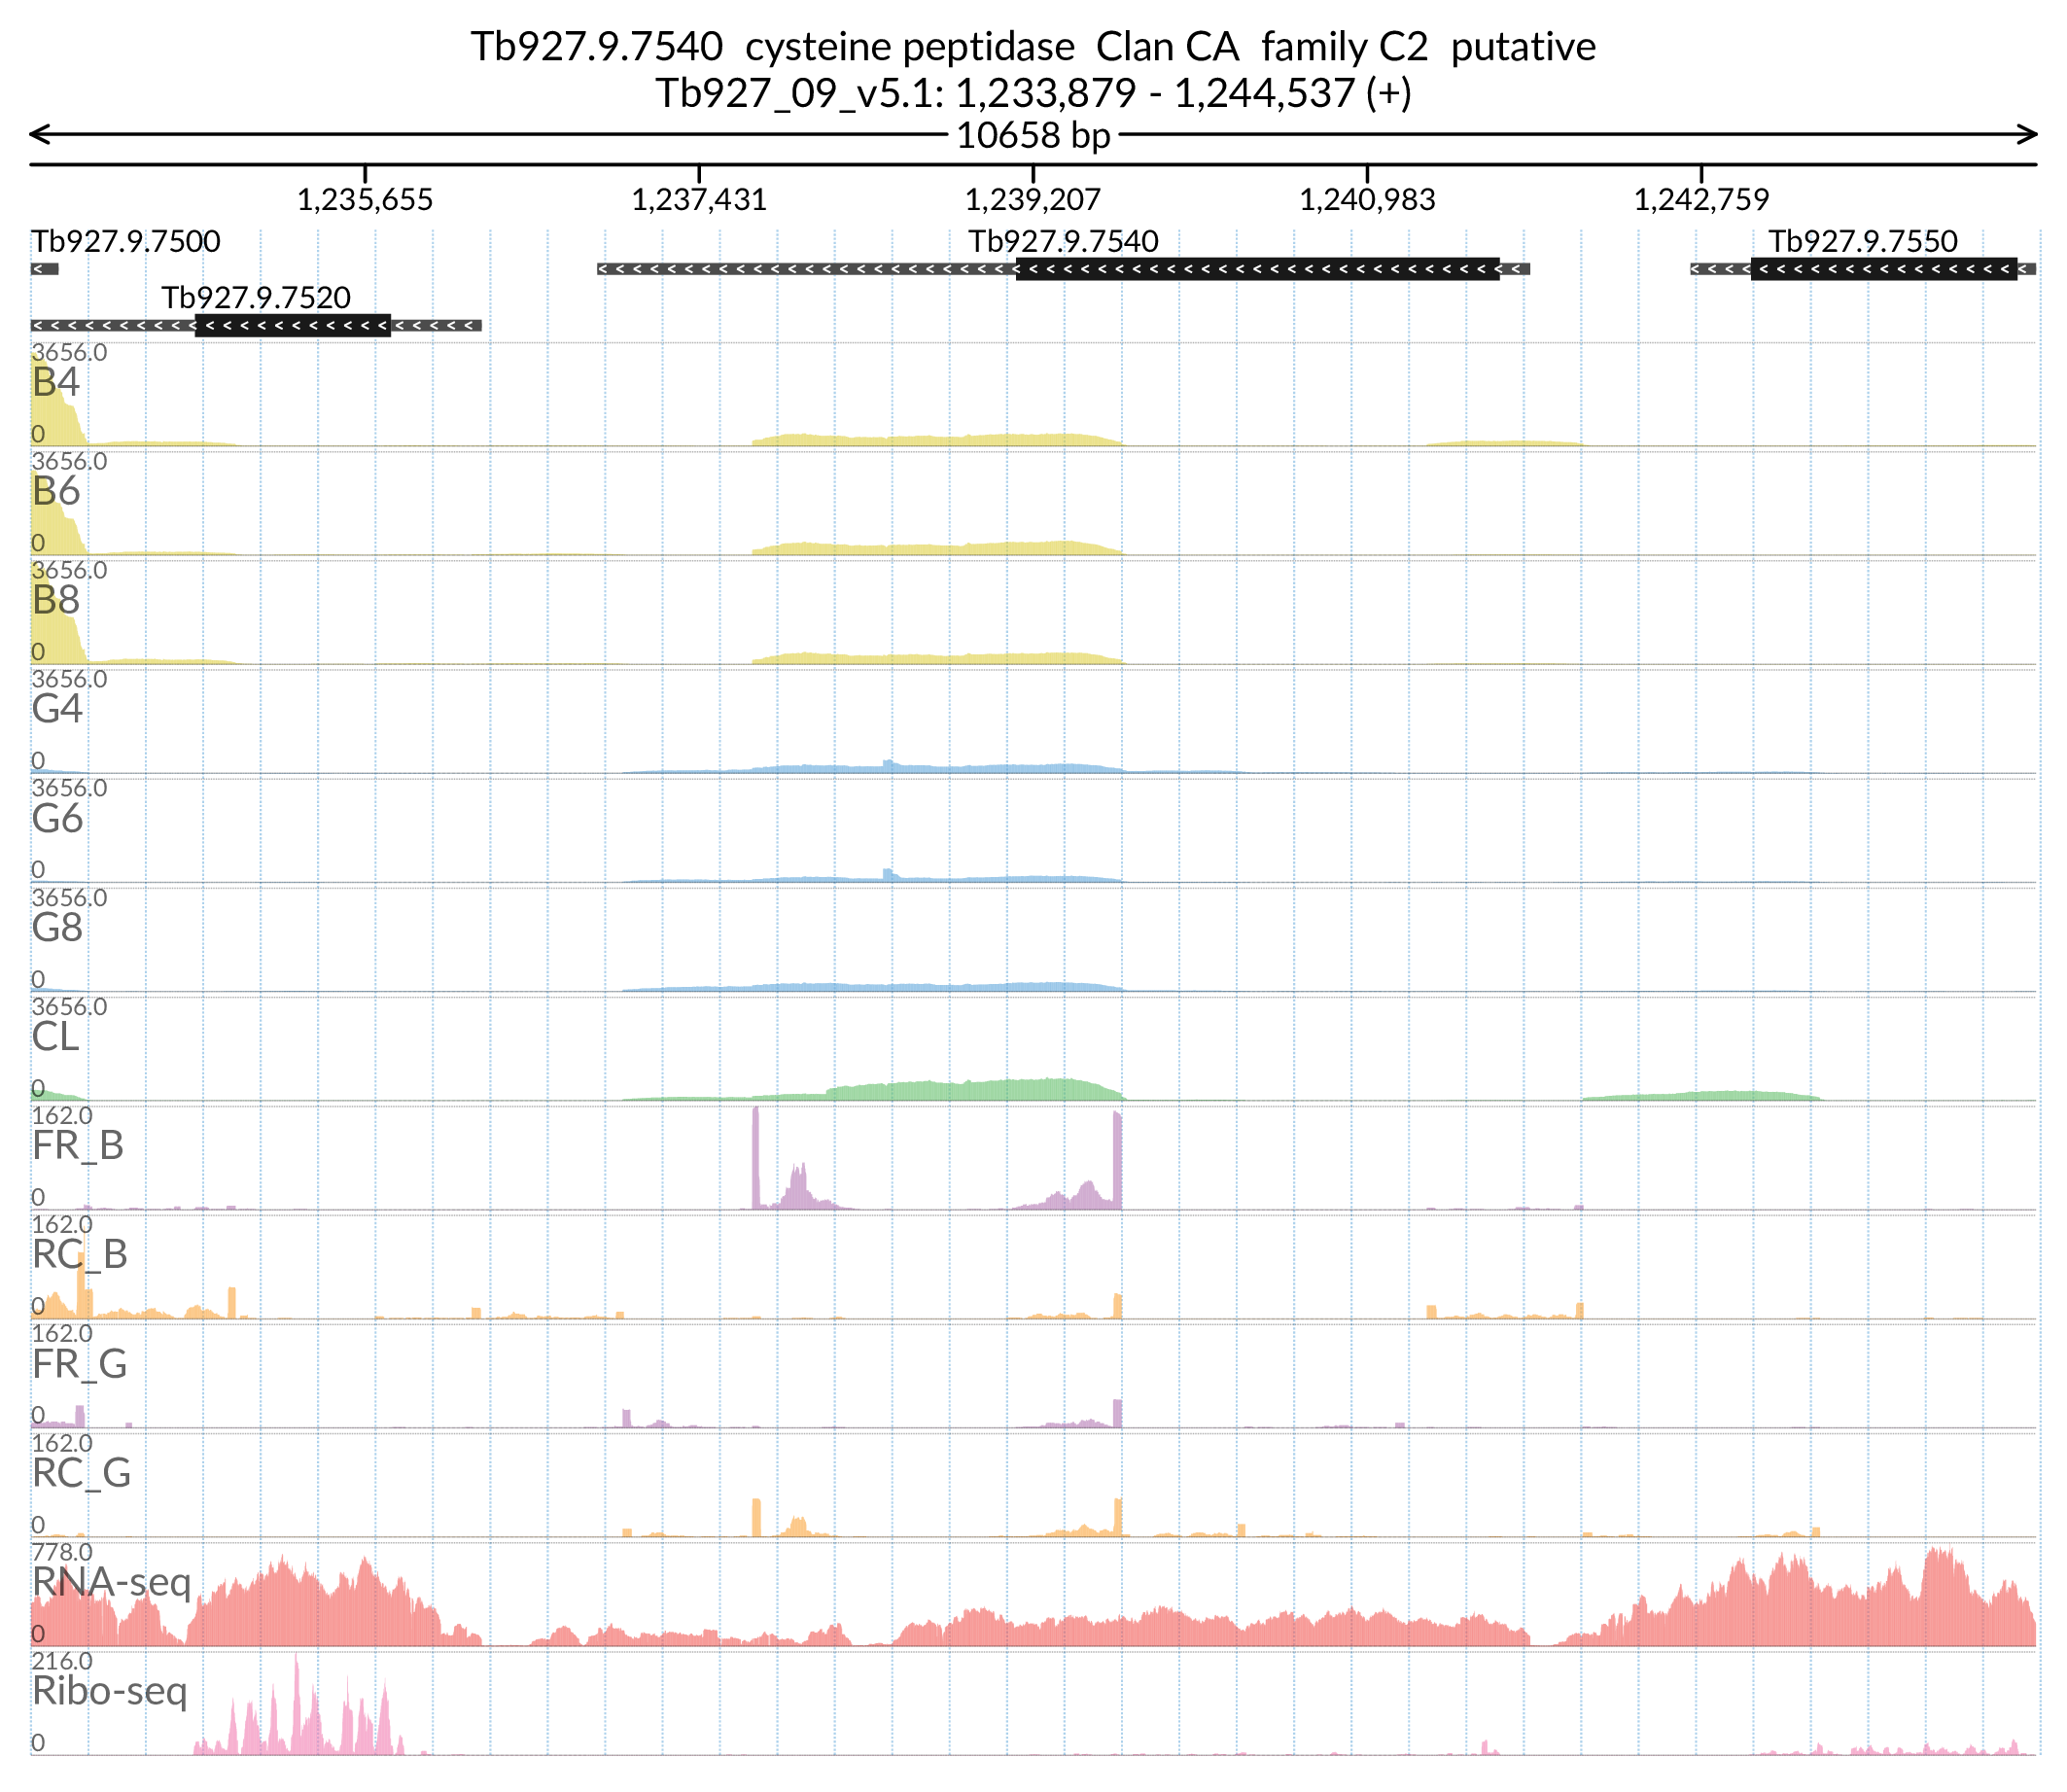 Tb927.9.7540  cysteine peptidase  Clan CA  family C2  putative
Tb927_09_v5.1: 1,233,879 - 1,244,537 (+)
10658 bp
1,235,655 1,237,431 1,239,207 1,240,983 1,242,759
Tb927.9.7500 Tb927.9.7540 Tb927.9.7550
Tb927.9.7520
3656.0
B4
0
3656.0
B6
0
3656.0
B8
0
3656.0
G4
0
3656.0
G6
0
3656.0
G8
0
3656.0
CL
0
162.0
FR_B
0
162.0
RC_B
0
162.0
FR_G
0
162.0
RC_G
0
778.0
RNA-seq
0
216.0
Ribo-seq
0